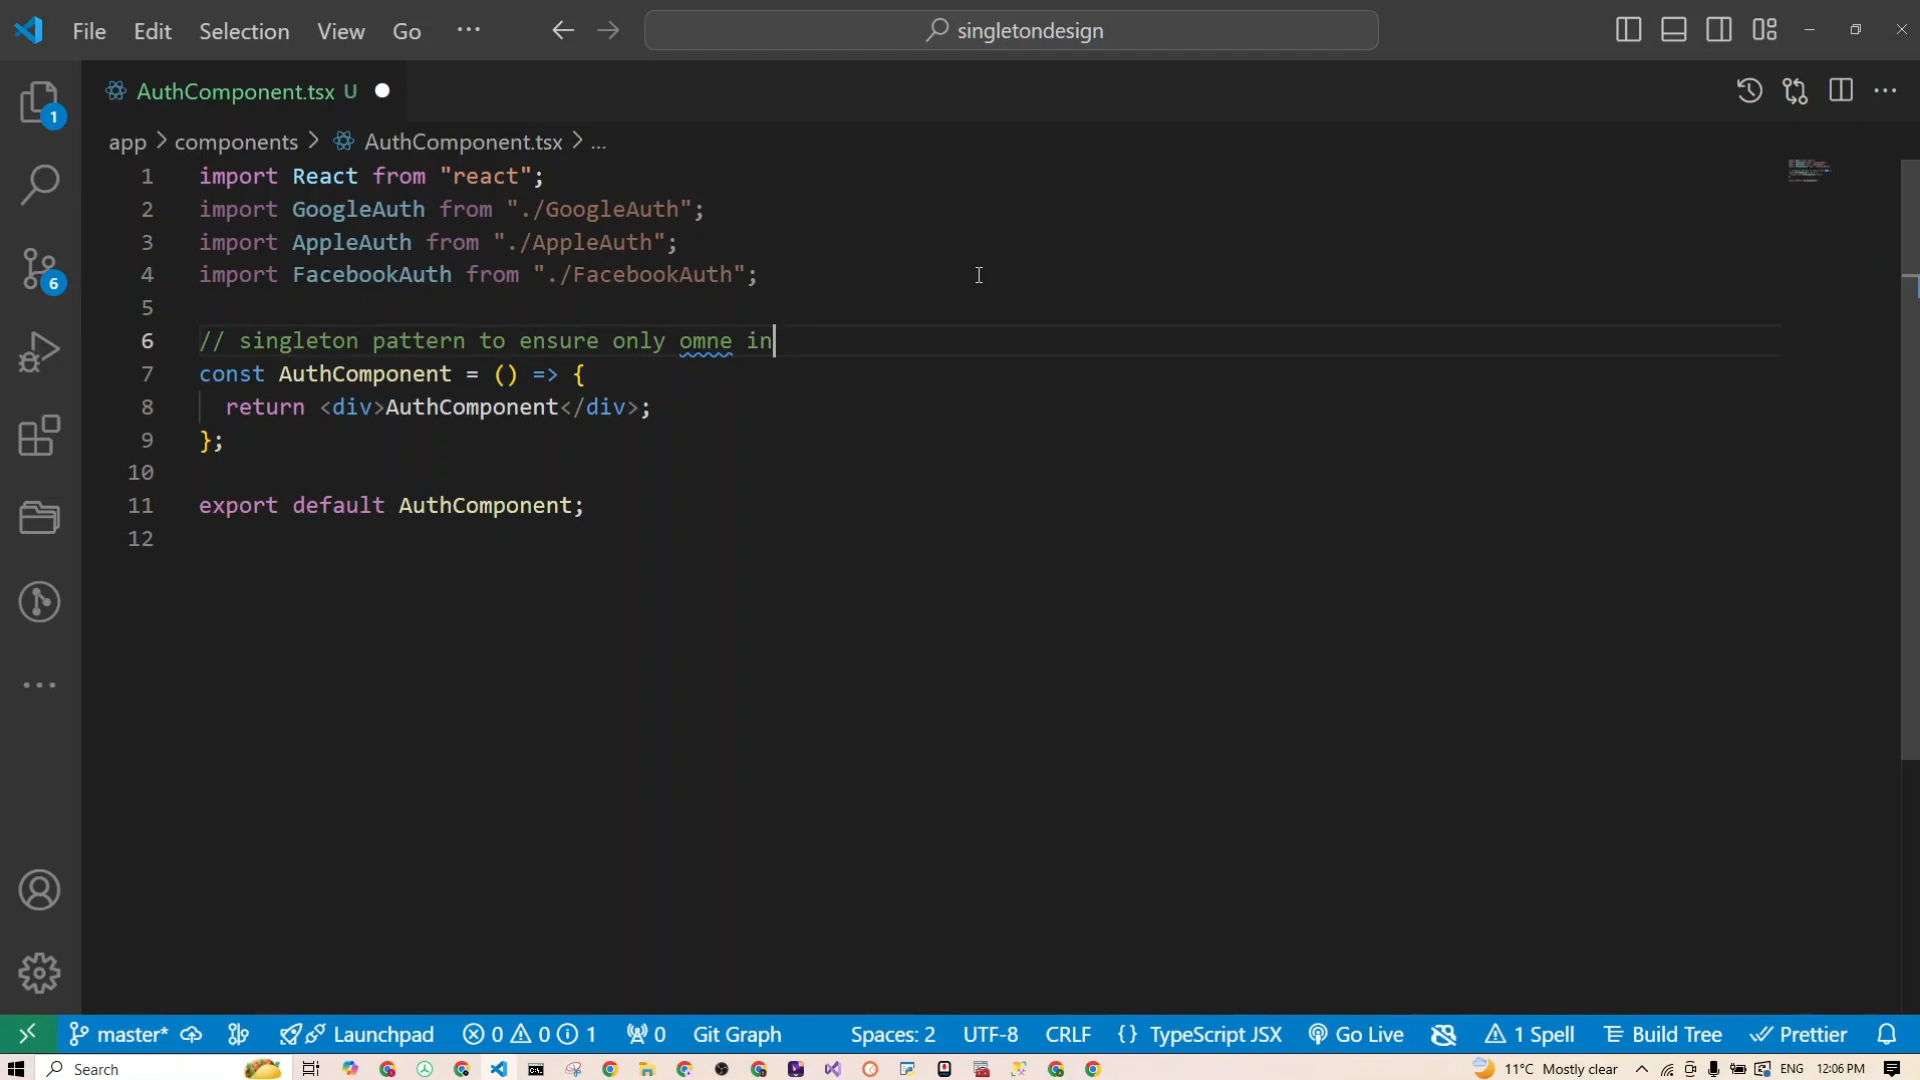 File Edit Selection View Go ··· singletondesign
AuthComponent.tsx U
app > components > AuthComponent.tsx > ...
1 import React from "react";
2 import GoogleAuth from "./GoogleAuth";
3 import AppleAuth from "./AppleAuth";
4 import FacebookAuth from "./FacebookAuth";
5
6 // singleton pattern to ensure only omne in
7 const AuthComponent = () => {
8 return <div>AuthComponent</div>;
9 };
10
11 export default AuthComponent;
12
1
6
master* Launchpad 0 0 1 0 Git Graph Spaces: 2 UTF-8 CRLF {} TypeScript JSX Go Live 1 Spell Build Tree Prettier
Search 11°C Mostly clear ENG 12:06 PM